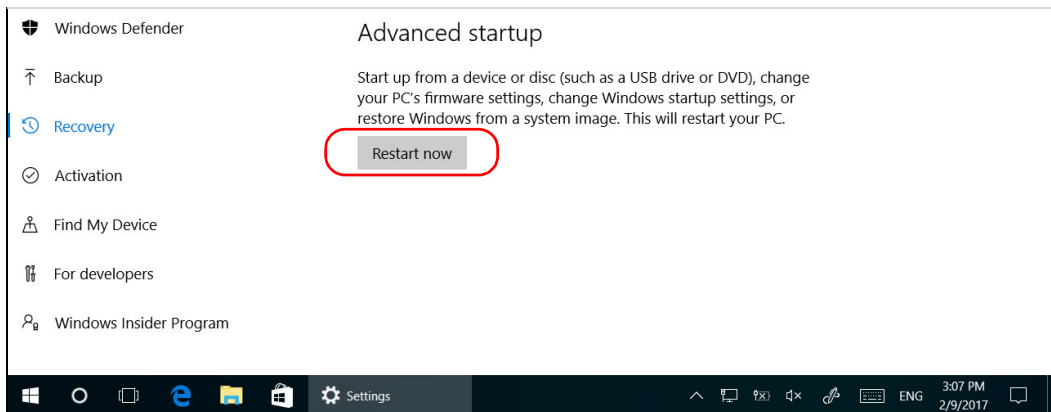 Windows Defender
Backup
Recovery
Activation
Find My Device
For developers
Windows Insider Program
Advanced startup
Start up from a device or disc (such as a USB drive or DVD), change
your PC's firmware settings, change Windows startup settings, or
restore Windows from a system image. This will restart your PC.
Restart now
Settings
ENG
3:07 PM
2/9/2017